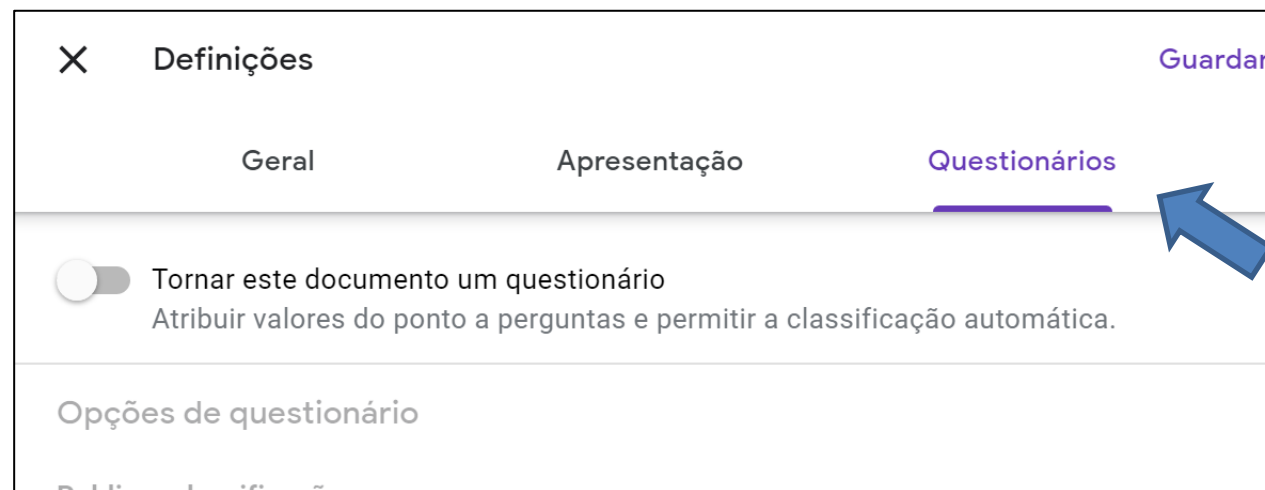 Definições
Guardar
Geral Apresentação Questionários
Tornar este documento um questionário
Atribuir valores do ponto a perguntas e permitir a classificação automática.
Opções de questionário